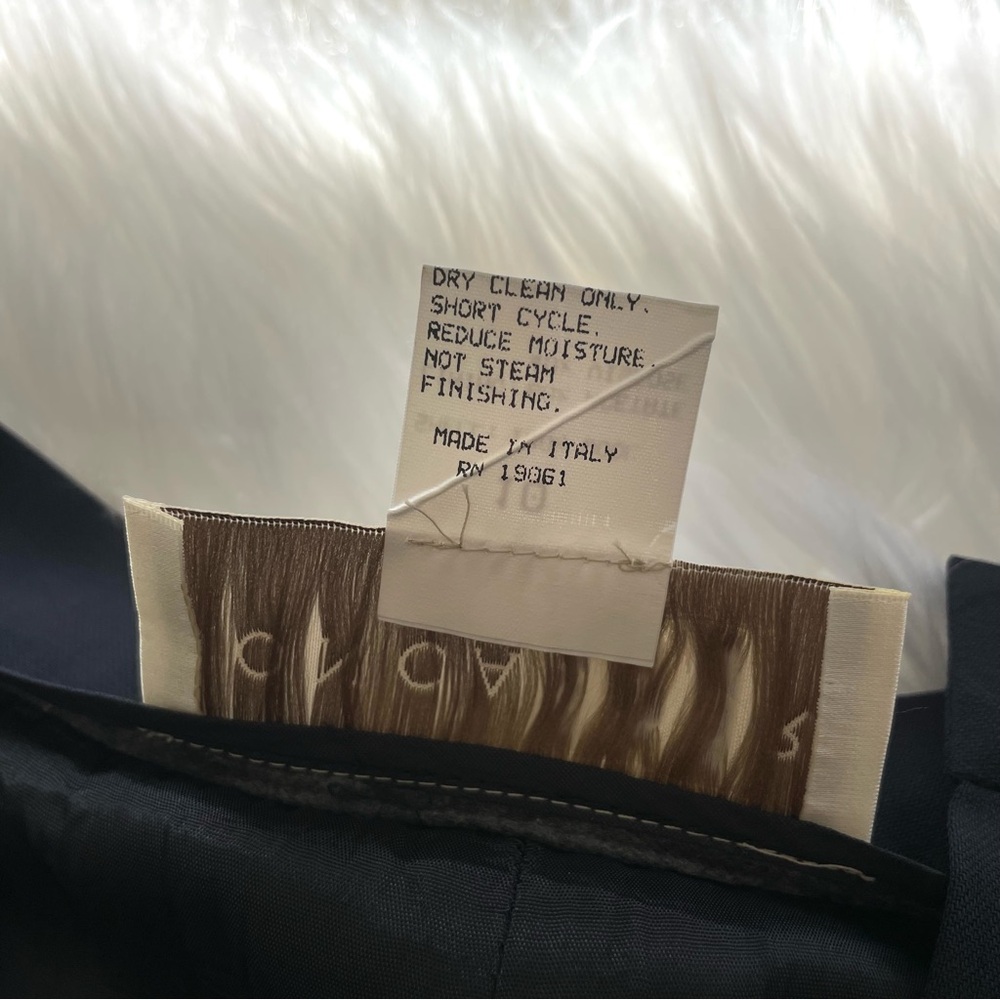 DRY CLEAN ONLY.
SHORT CYCLE.
REDUCE MOISTURE.
NOT STEAM
FINISHING.
MADE IN ITALY
RN 19061